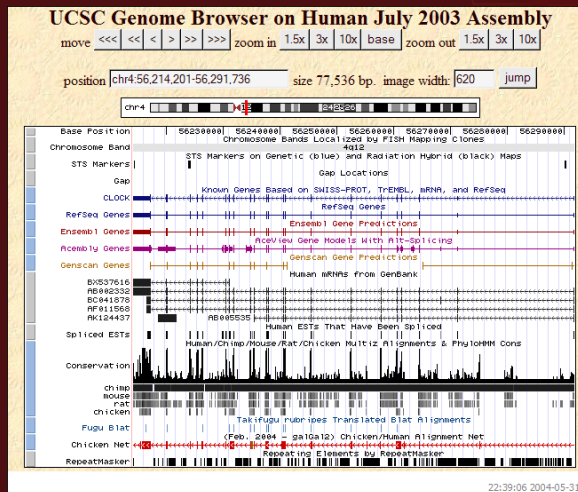 UCSC Genome Browser on Human July 2003 Assembly
move <<< << < > >> >>> zoom in 1.5x 3x 10x base zoom out 1.5x 3x 10x
position chr4:56,214,201-56,291,736 size 77,536 bp. image width: 620 jump
chr4
Base Position 56230000 56240000 56250000 56260000 56270000 56280000 56290000
Chromosome Bands Localized by FISH Mapping Clones
Chromosome Band 4q12
STS Markers on Genetic (blue) and Radiation Hybrid (black) Maps
STS Markers
Gap Locations
Gap
Known Genes Based on SWISS-PROT, TrEMBL, mRNA, and RefSeq
CLOCK
RefSeq Genes
RefSeq Genes
Ensembl Gene Predictions
Ensembl Genes
AceView Gene Models With Alt-Splicing
Acembly Genes
Genscan Gene Predictions
Genscan Genes
Human mRNAs from GenBank
BX537616
AB002332
BC041878
AF011568
AK124437 AB005535
Human ESTs That Have Been Spliced
Spliced ESTs
Human/Chimp/Mouse/Rat/Chicken Multiz Alignments & PhyloHMM Cons
Conservation
chimp
mouse
rat
chicken
Takifugu rubripes Translated Blat Alignments
Fugu Blat
(Feb. 2004 - galGal2) Chicken/Human Alignment Net
Chicken Net
Repeating Elements by RepeatMasker
RepeatMasker
22:39:06 2004-05-31